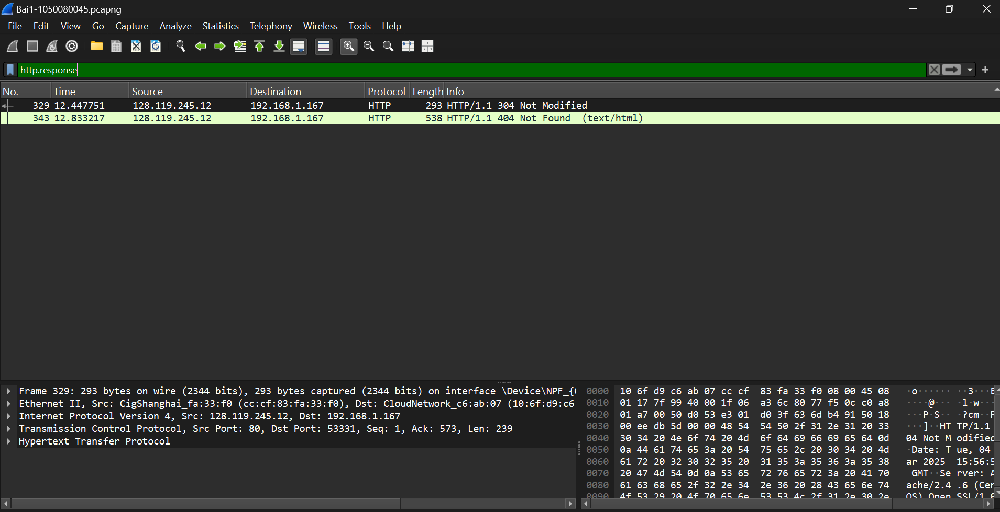 Bai1-1050080045.pcapng
File Edit View Go Capture Analyze Statistics Telephony Wireless Tools Help
http.response
No. Time Source Destination Protocol Length Info
329 12.447751 128.119.245.12 192.168.1.167 HTTP 293 HTTP/1.1 304 Not Modified
343 12.833217 128.119.245.12 192.168.1.167 HTTP 538 HTTP/1.1 404 Not Found (text/html)
Frame 329: 293 bytes on wire (2344 bits), 293 bytes captured (2344 bits) on interface \Device\NPF_{
Ethernet II, Src: CigShanghai_fa:33:f0 (cc:cf:83:fa:33:f0), Dst: CloudNetwork_c6:ab:07 (10:6f:d9:c6
Internet Protocol Version 4, Src: 128.119.245.12, Dst: 192.168.1.167
Transmission Control Protocol, Src Port: 80, Dst Port: 53331, Seq: 1, Ack: 573, Len: 239
Hypertext Transfer Protocol
0000 10 6f d9 c6 ab 07 cc cf 83 fa 33 f0 08 00 45 08 ·o······ ··3···E
0010 01 17 7f 99 40 00 1f 06 a3 6c 80 77 f5 0c c0 a8 ····@··· ·l·w····
0020 01 a7 00 50 d0 53 e3 01 d0 3f 63 6d b4 91 50 18 ···P·S·· ·?cm··P
0030 00 ee db 5d 00 00 48 54 54 50 2f 31 2e 31 20 33 ···]··HT TP/1.1
0040 30 34 20 4e 6f 74 20 4d 6f 64 69 66 69 65 64 0d 04 Not M odified
0050 0a 44 61 74 65 3a 20 54 75 65 2c 20 30 34 20 4d ·Date: T ue, 04
0060 61 72 20 32 30 32 35 20 31 35 3a 35 36 3a 35 38 ar 2025 15:56:5
0070 20 47 4d 54 0d 0a 53 65 72 76 65 72 3a 20 41 70 GMT··Se rver: A
0080 61 63 68 65 2f 32 2e 34 2e 36 20 28 43 65 6e 74 ache/2.4 .6 (Cen
0090 4f 53 29 20 4f 70 65 6e 53 53 4c 2f 31 2e 30 2e OS) Open SSL/1.0